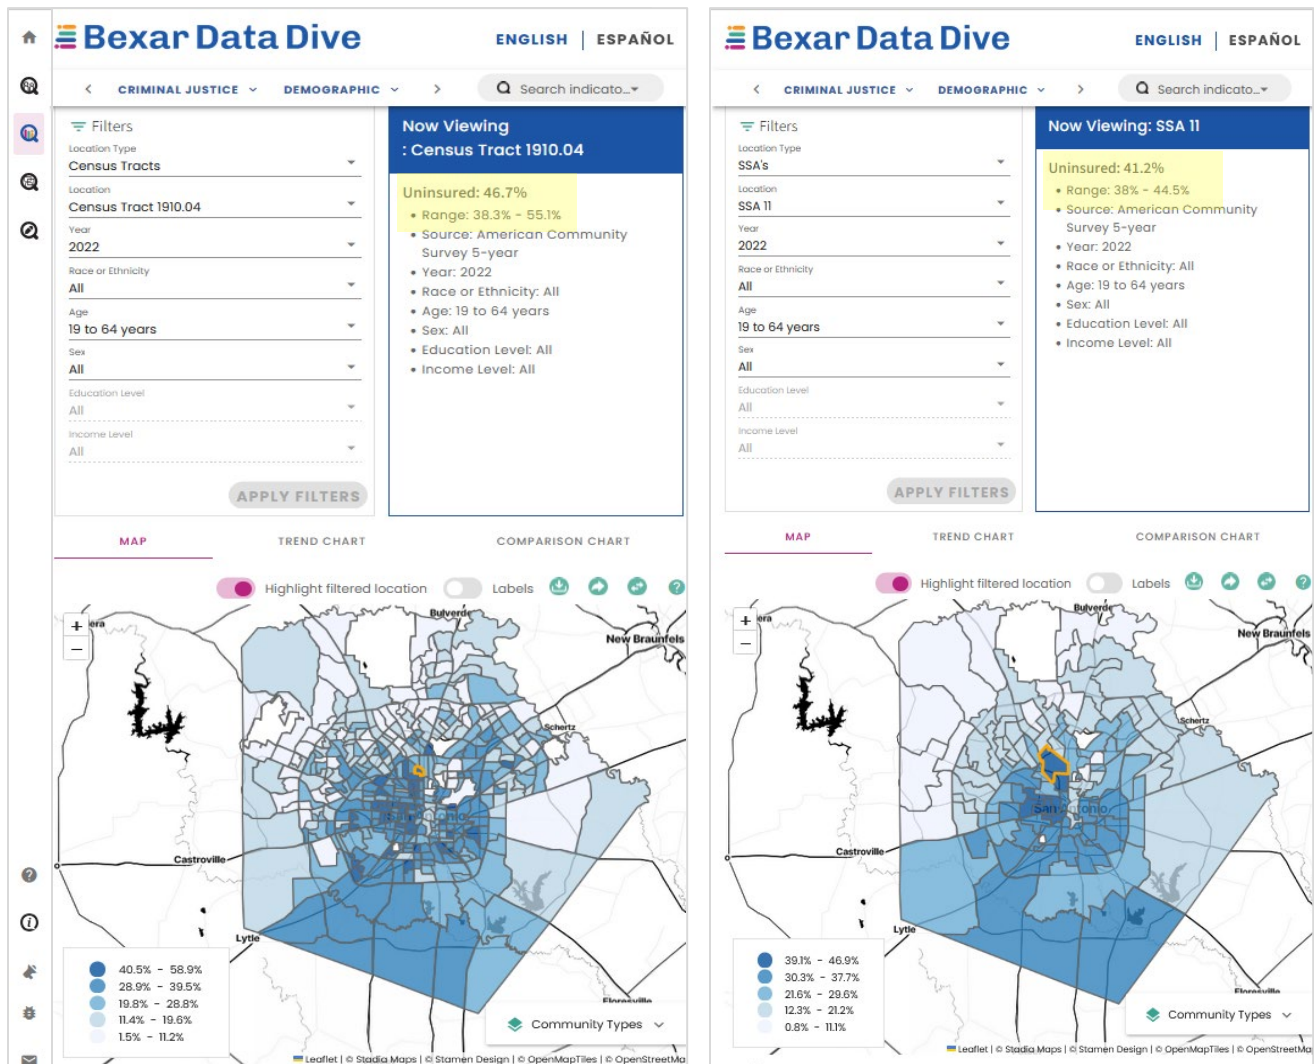 Bexar Data Dive
ENGLISH | ESPAÑOL
CRIMINAL JUSTICE
DEMOGRAPHIC
Search indicato...
Filters
Location Type
Census Tracts
Location
Census Tract 1910.04
Year
2022
Race or Ethnicity
All
Age
19 to 64 years
Sex
All
Education Level
All
Income Level
All
APPLY FILTERS
Now Viewing
: Census Tract 1910.04
Uninsured: 46.7%
• Range: 38.3% - 55.1%
• Source: American Community
Survey 5-year
• Year: 2022
• Race or Ethnicity: All
• Age: 19 to 64 years
• Sex: All
• Education Level: All
• Income Level: All
MAP
TREND CHART
COMPARISON CHART
Highlight filtered location
Labels
+
−
Bulverde
New Braunfels
Schertz
San Antonio
Castroville
Lytle
Floresville
40.5% - 58.9%
28.9% - 39.5%
19.8% - 28.8%
11.4% - 19.6%
1.5% - 11.2%
Community Types
Leaflet | © Stadia Maps | © Stamen Design | © OpenMapTiles | © OpenStreetMa
Bexar Data Dive
ENGLISH | ESPAÑOL
CRIMINAL JUSTICE
DEMOGRAPHIC
Search indicato...
Filters
Location Type
SSA's
Location
SSA 11
Year
2022
Race or Ethnicity
All
Age
19 to 64 years
Sex
All
Education Level
All
Income Level
All
APPLY FILTERS
Now Viewing: SSA 11
Uninsured: 41.2%
• Range: 38% - 44.5%
• Source: American Community
Survey 5-year
• Year: 2022
• Race or Ethnicity: All
• Age: 19 to 64 years
• Sex: All
• Education Level: All
• Income Level: All
MAP
TREND CHART
COMPARISON CHART
Highlight filtered location
Labels
+
−
Bulverde
New Braunfels
Schertz
San Antonio
Castroville
Lytle
Floresville
39.1% - 46.9%
30.3% - 37.7%
21.6% - 29.6%
12.3% - 21.2%
0.8% - 11.1%
Community Types
Leaflet | © Stadia Maps | © Stamen Design | © OpenMapTiles | © OpenStreetMa